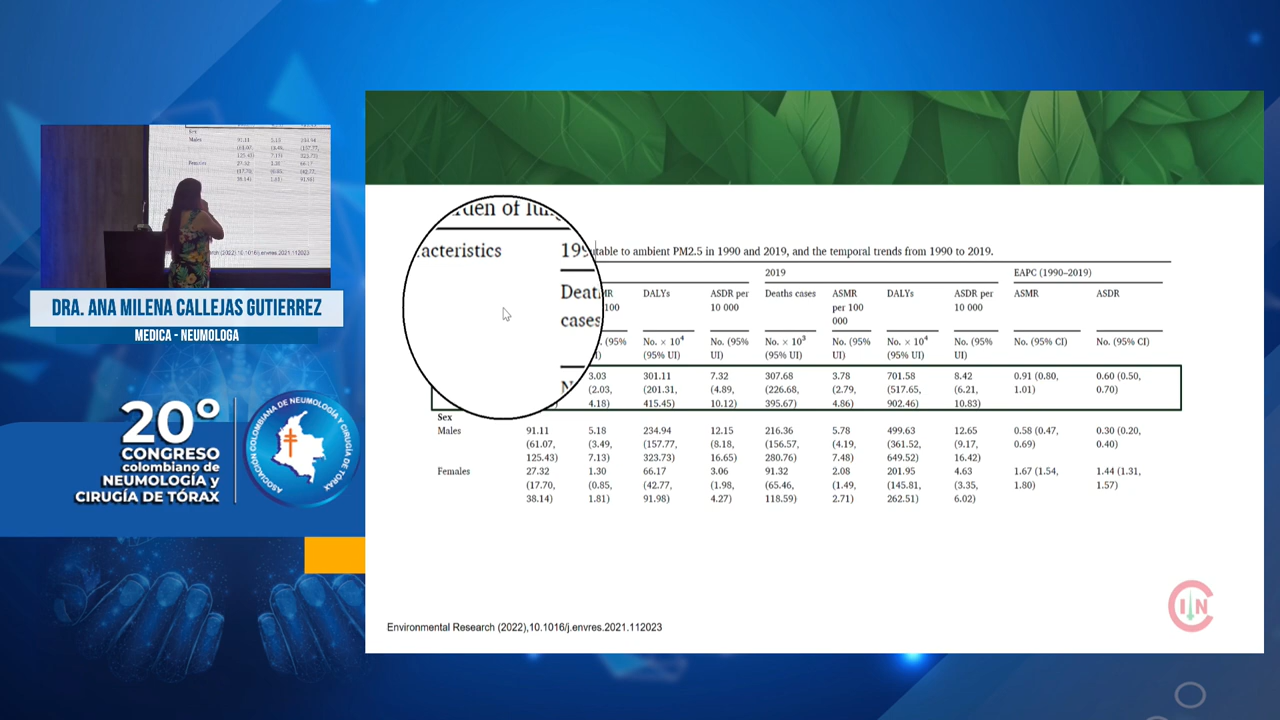 DRA. ANA MILENA CALLEJAS GUTIERREZ
MEDICA - NEUMOLOGA
20º
CONGRESO
colombiano de
NEUMOLOGÍA y
CIRUGÍA DE TÓRAX
ASOCIACIÓN COLOMBIANA DE NEUMOLOGÍA Y CIRUGÍA DE TÓRAX
to ambient PM2.5 in 1990 and 2019, and the temporal trends from 1990 to 2019.
2019 EAPC (1990–2019)
DALYs ASDR per Deaths cases ASMR DALYs ASDR per ASMR ASDR
100 10 000 per 100 10 000
cases 000
(95% No. × 10⁴ No. (95% No. × 10³ No. (95% No. × 10⁴ No. (95% No. (95% CI) No. (95% CI)
(95% UI) UI) (95% UI) UI) (95% UI) UI)
3.03 301.11 7.32 307.68 3.78 701.58 8.42 0.91 (0.80, 0.60 (0.50,
(2.03, (201.31, (4.89, (226.68, (2.79, (517.65, (6.21, 1.01) 0.70)
4.18) 415.45) 10.12) 395.67) 4.86) 902.46) 10.83)
Sex
Males 91.11 5.18 234.94 12.15 216.36 5.78 499.63 12.65 0.58 (0.47, 0.30 (0.20,
(61.07, (3.49, (157.77, (8.18, (156.57, (4.19, (361.52, (9.17, 0.69) 0.40)
125.43) 7.13) 323.73) 16.65) 280.76) 7.48) 649.52) 16.42)
Females 27.32 1.30 66.17 3.06 91.32 2.08 201.95 4.63 1.67 (1.54, 1.44 (1.31,
(17.70, (0.85, (42.77, (1.98, (65.46, (1.49, (145.81, (3.35, 1.80) 1.57)
38.14) 1.81) 91.98) 4.27) 118.59) 2.71) 262.51) 6.02)
Environmental Research (2022),10.1016/j.envres.2021.112023